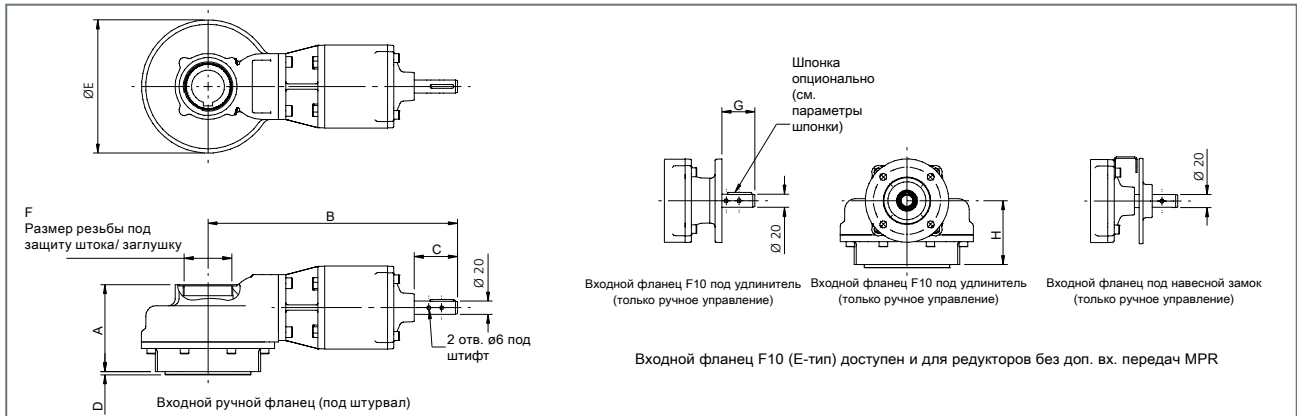 ØE
F
Размер резьбы под
защиту штока/ заглушку
B
C
Ø 20
A
D
2 отв. ø6 под
штифт
Входной ручной фланец (под штурвал)
Шпонка
опционально
(см.
параметры
шпонки)
G
Ø 20
H
Ø 20
Входной фланец F10 под удлинитель
(только ручное управление)
Входной фланец F10 под удлинитель
(только ручное управление)
Входной фланец под навесной замок
(только ручное управление)
Входной фланец F10 (Е-тип) доступен и для редукторов без доп. вх. передач MPR